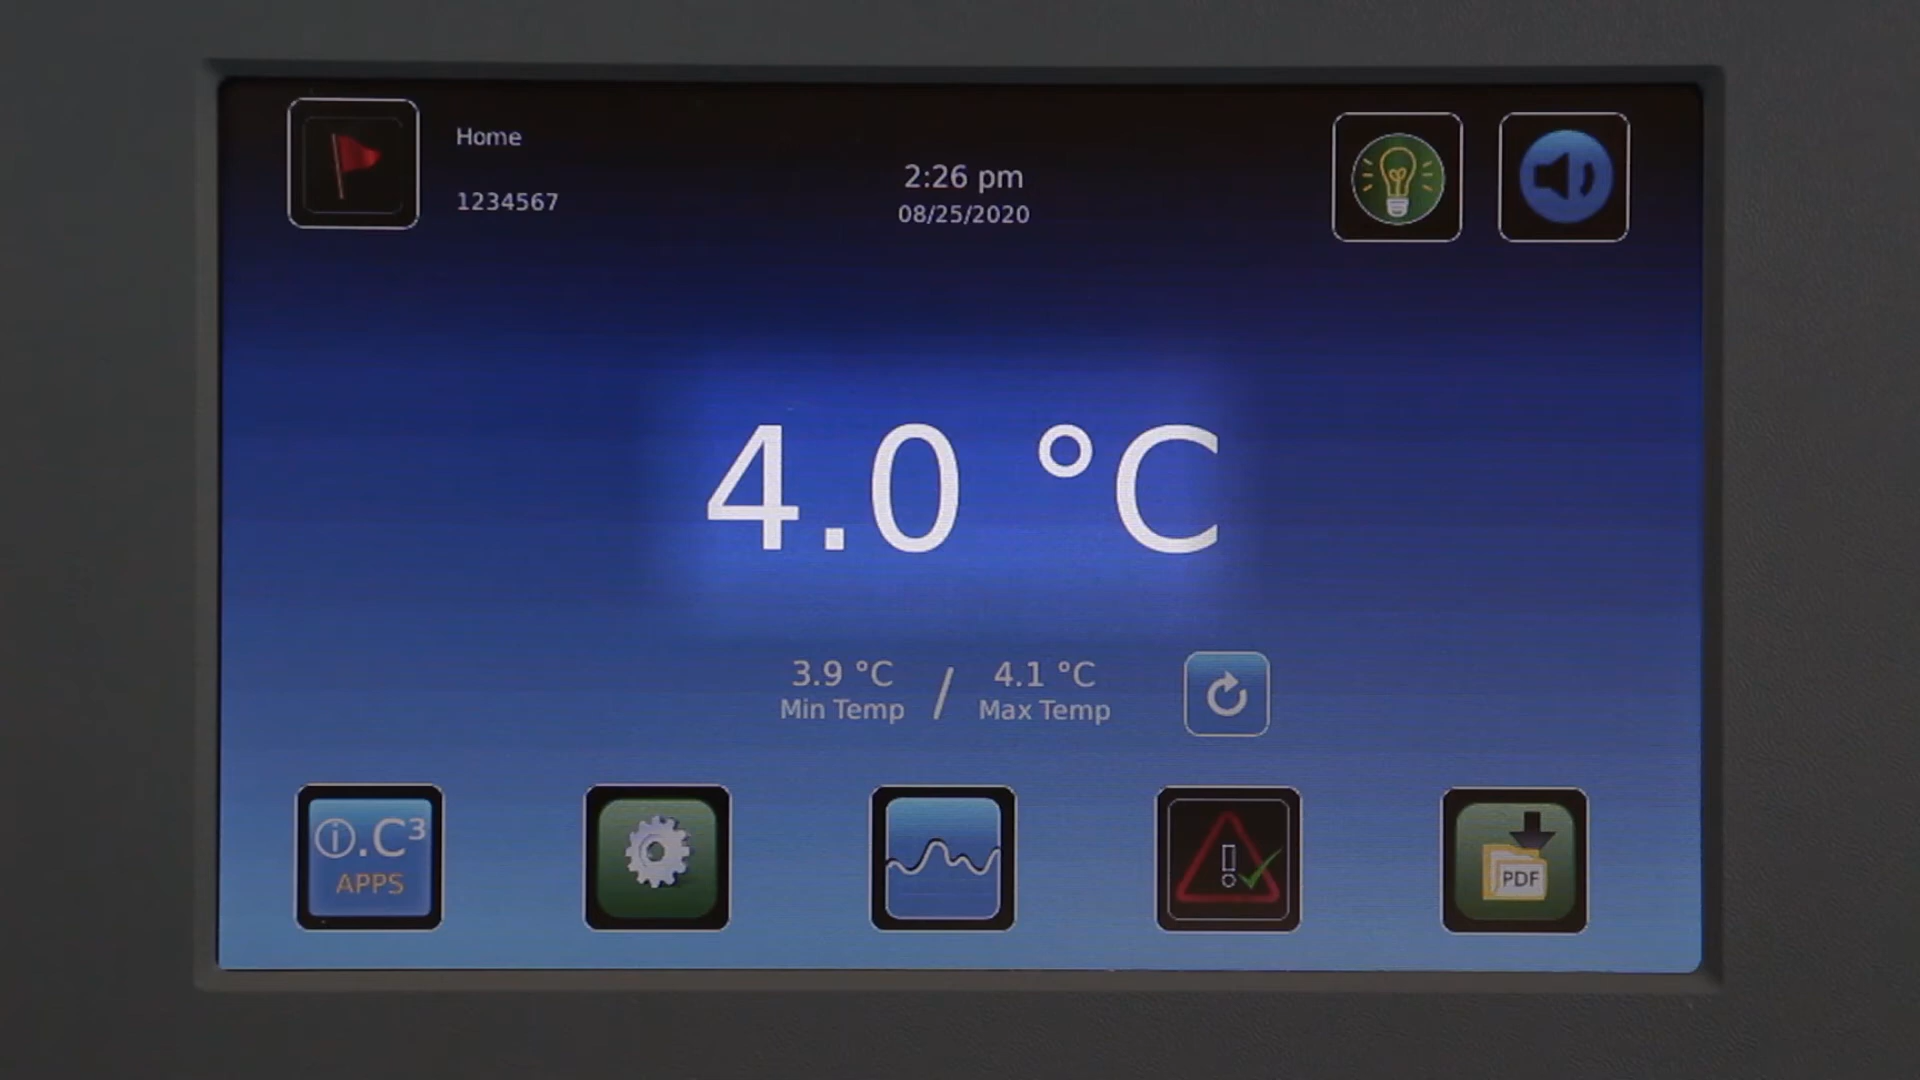 Home
1234567
2:26 pm
08/25/2020
4.0 °C
3.9 °C / 4.1 °C
Min Temp Max Temp
i.C³
APPS
PDF